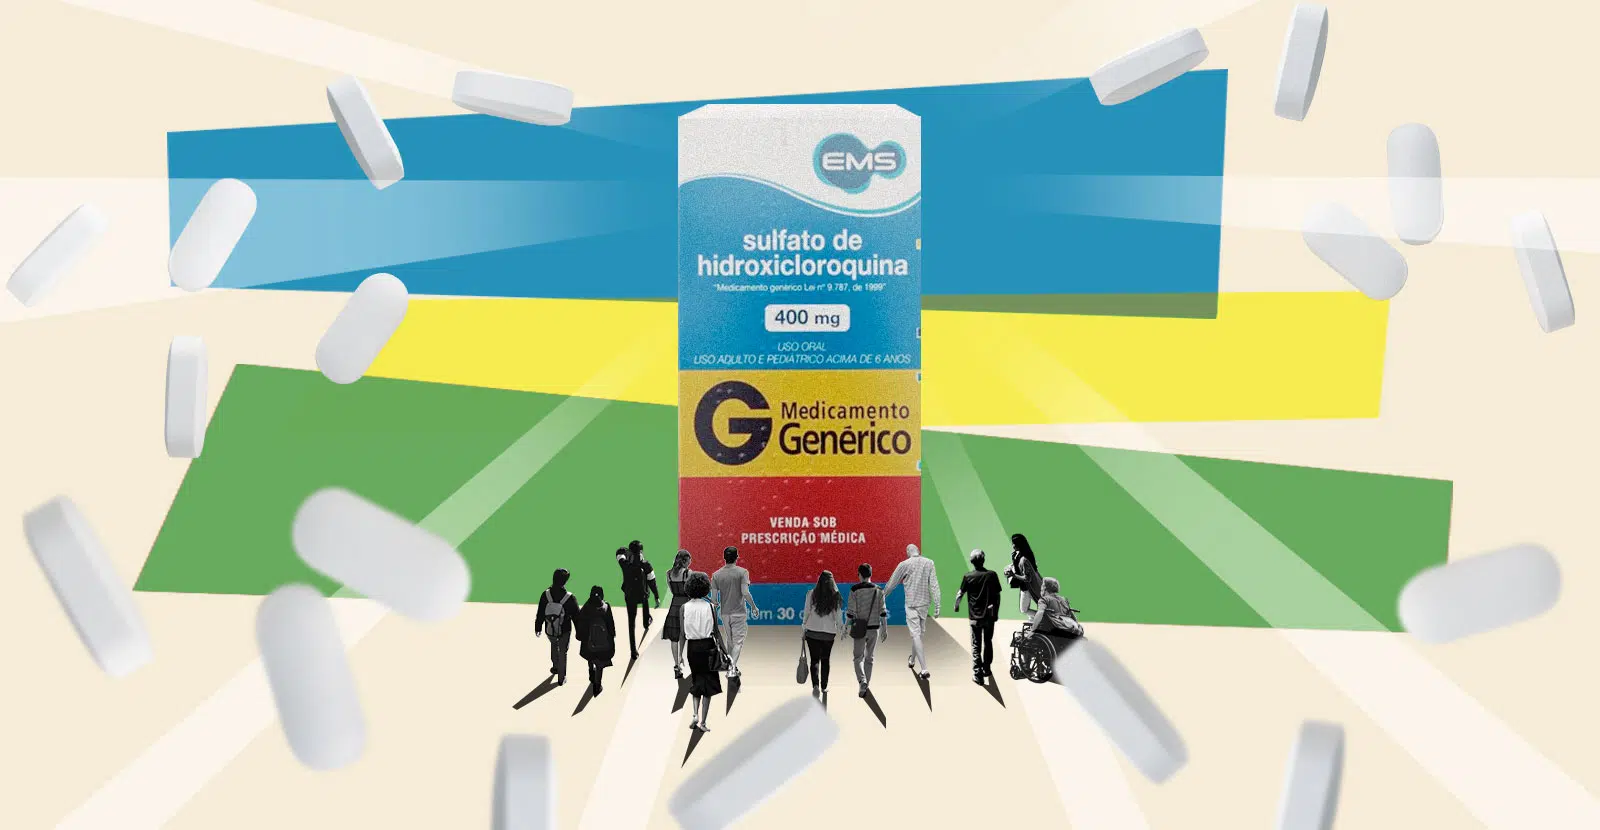 EMS
sulfato de
hidroxicloroquina
"Medicamento genérico Lei nº 9.787, de 1999"
400 mg
USO ORAL
USO ADULTO E PEDIÁTRICO ACIMA DE 6 ANOS
G Medicamento
Genérico
VENDA SOB
PRESCRIÇÃO MÉDICA
30